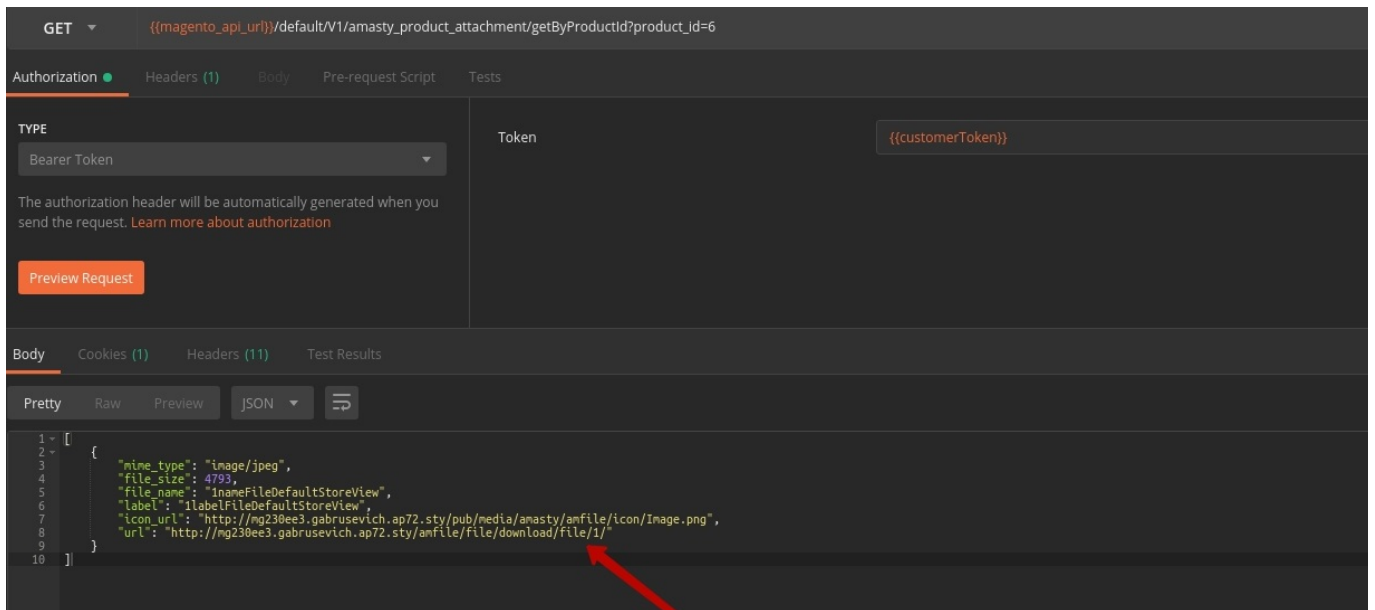 GET {{magento_api_url}}/default/V1/amasty_product_attachment/getByProductId?product_id=6
Authorization Headers (1) Body Pre-request Script Tests
TYPE
Token {{customerToken}}
Bearer Token
The authorization header will be automatically generated when you
send the request. Learn more about authorization
Preview Request
Body Cookies (1) Headers (11) Test Results
Pretty Raw Preview JSON
1 [
2 {
3 "mime_type": "image/jpeg",
4 "file_size": 4793,
5 "file_name": "1nameFileDefaultStoreView",
6 "label": "1labelFileDefaultStoreView",
7 "icon_url": "http://mg230ee3.gabrusevich.ap72.sty/pub/media/amasty/amfile/icon/Image.png",
8 "url": "http://mg230ee3.gabrusevich.ap72.sty/amfile/file/download/file/1/"
9 }
10 ]